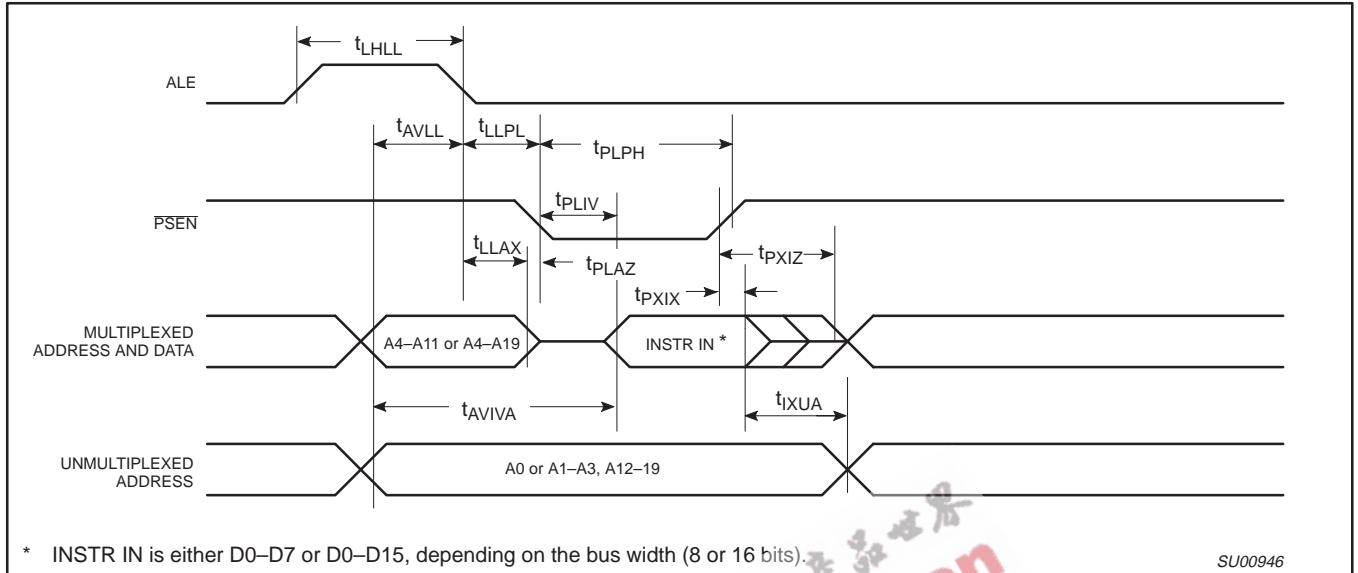 tLHLL
ALE
tAVLL
tLLPL
tPLPH
PSEN
tPLIV
tLLAX
tPLAZ
tPXIZ
tPXIX
MULTIPLEXED
ADDRESS AND DATA
A4–A11 or A4–A19
INSTR IN *
tAVIVA
tIXUA
UNMULTIPLEXED
ADDRESS
A0 or A1–A3, A12–19
* INSTR IN is either D0–D7 or D0–D15, depending on the bus width (8 or 16 bits).
SU00946